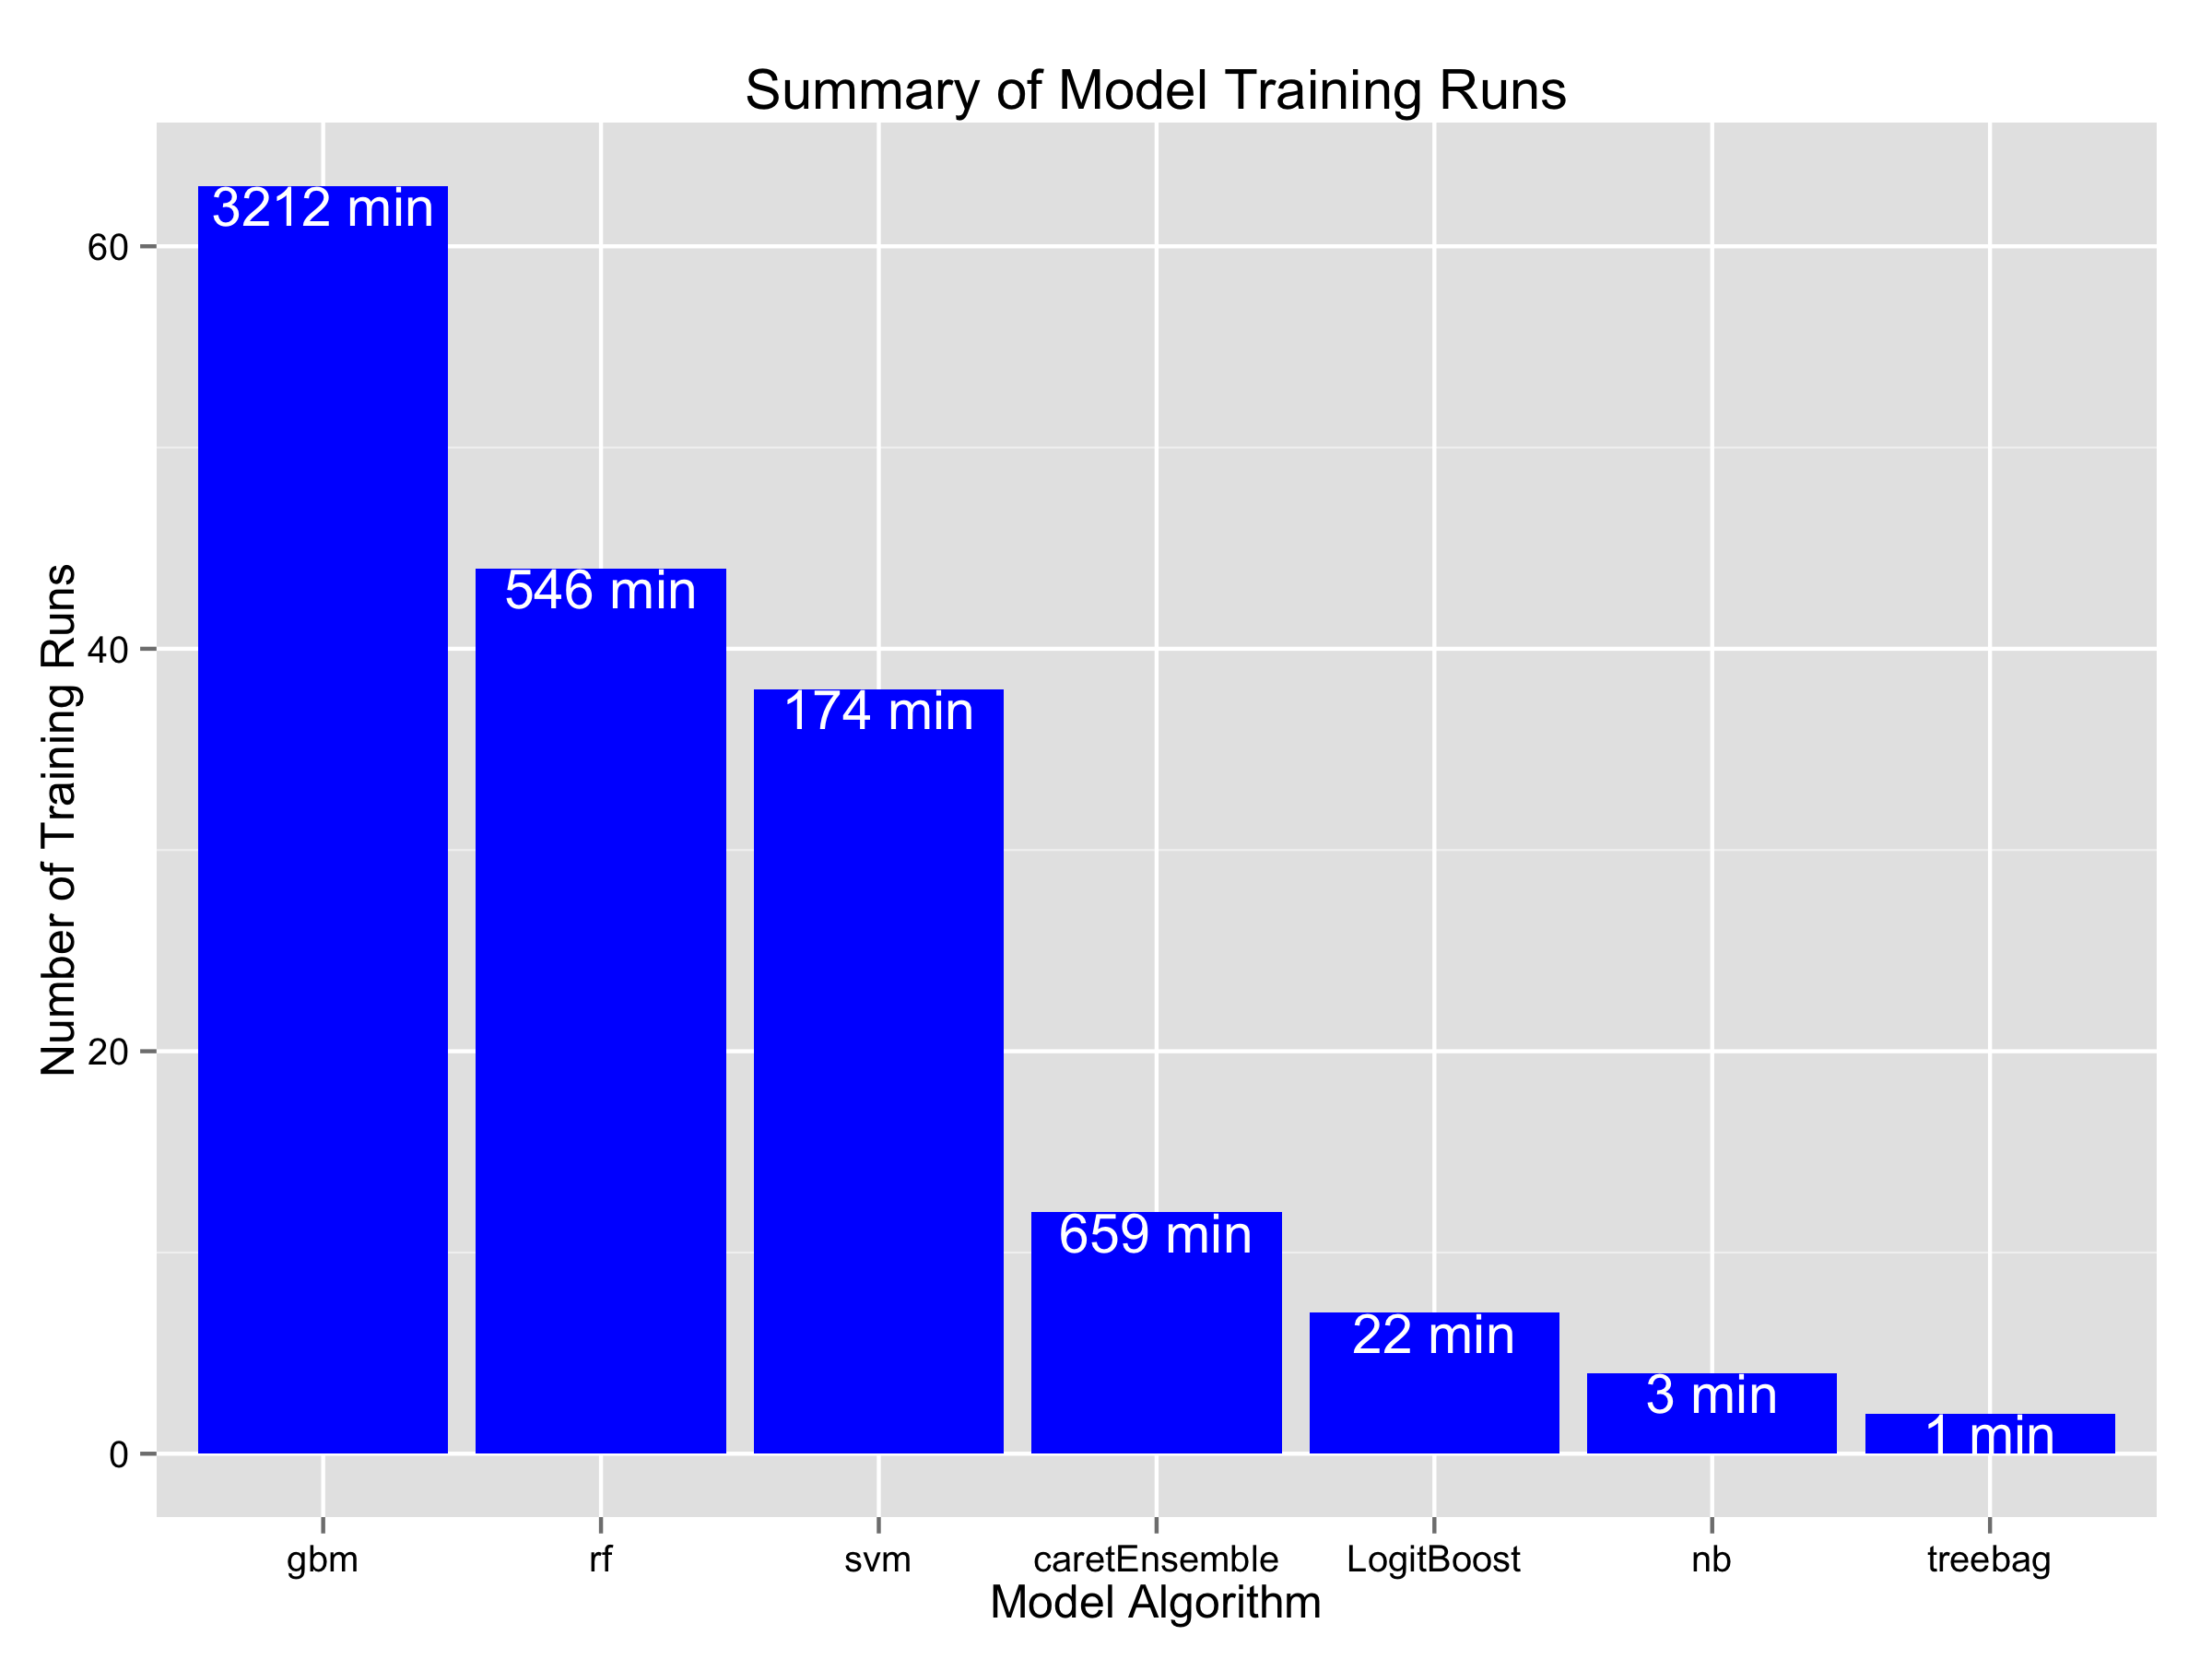 Summary of Model Training Runs
Number of Training Runs
60
40
20
0
3212 min
546 min
174 min
659 min
22 min
3 min
1 min
gbm
rf
svm
caretEnsemble
LogitBoost
nb
treebag
Model Algorithm